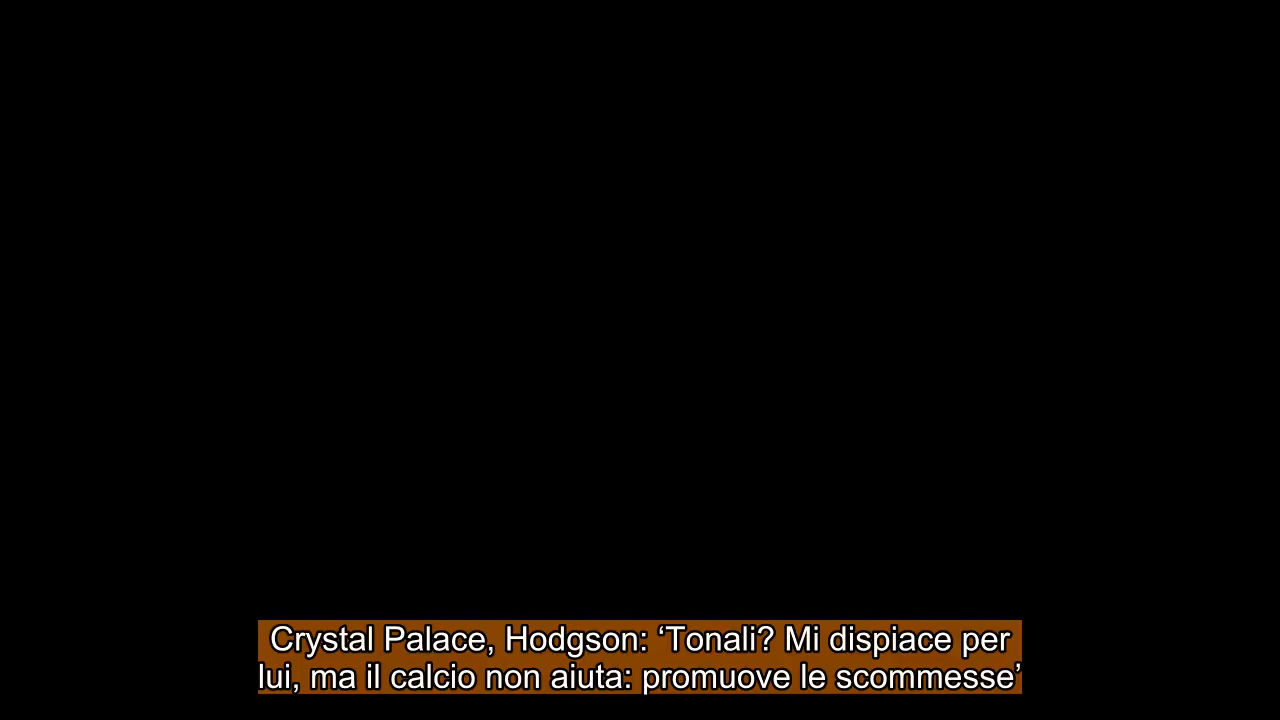 Crystal Palace, Hodgson: ‘Tonali? Mi dispiace per
lui, ma il calcio non aiuta: promuove le scommesse’